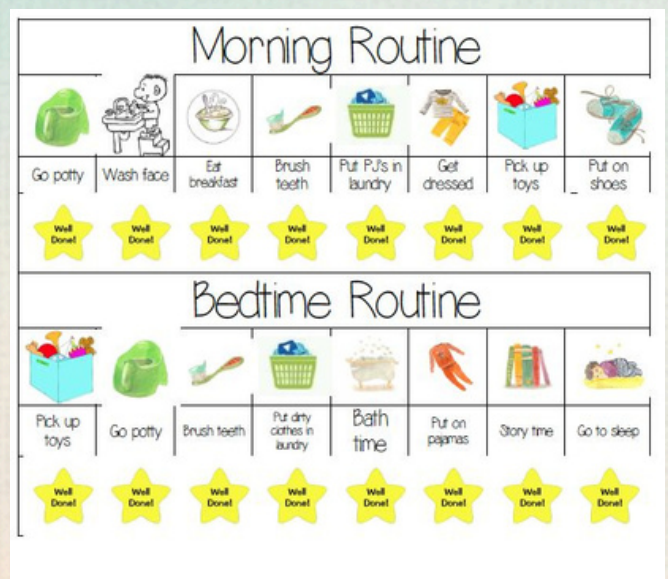 Morning Routine
Go potty
Wash face
Eat
breakfast
Brush
teeth
Put PJ's in
laundry
Get
dressed
Pick up
toys
Put on
shoes
Well
Done!
Well
Done!
Well
Done!
Well
Done!
Well
Done!
Well
Done!
Well
Done!
Well
Done!
Bedtime Routine
Pick up
toys
Go potty
Brush teeth
Put dirty
clothes in
laundry
Bath
time
Put on
pajamas
Story time
Go to sleep
Well
Done!
Well
Done!
Well
Done!
Well
Done!
Well
Done!
Well
Done!
Well
Done!
Well
Done!